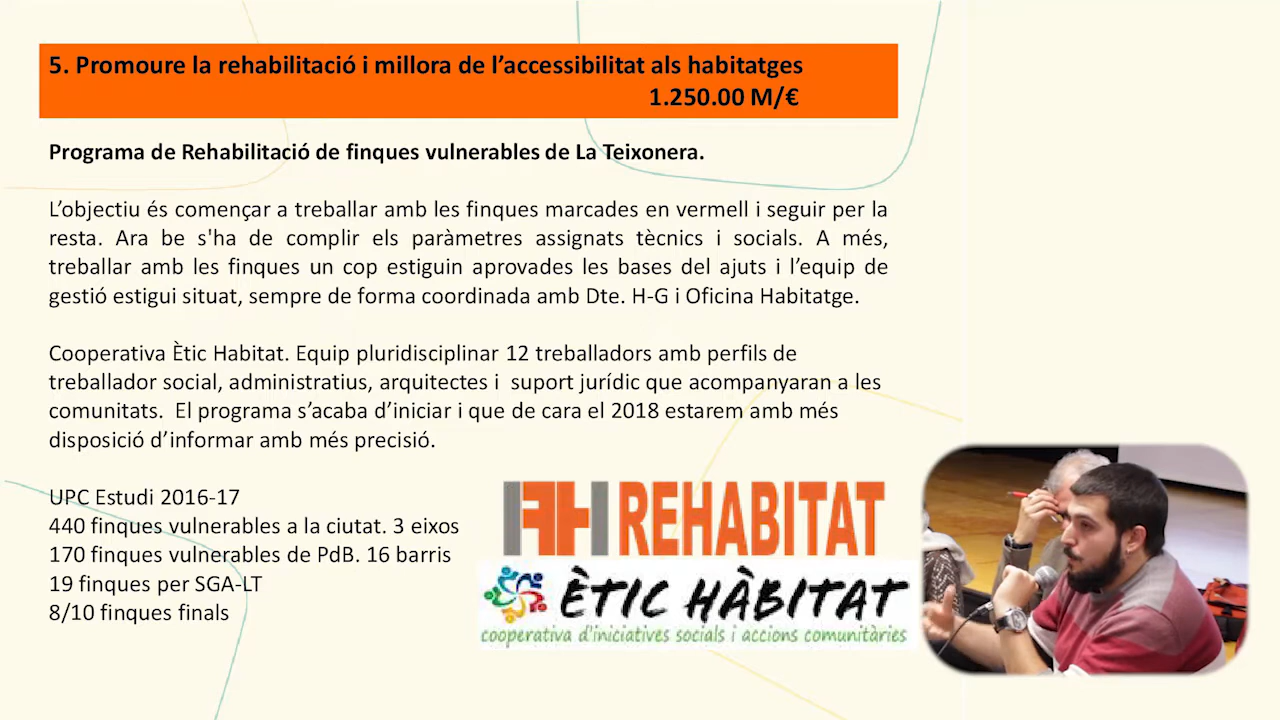 5. Promoure la rehabilitació i millora de l’accessibilitat als habitatges
1.250.00 M/€
Programa de Rehabilitació de finques vulnerables de La Teixonera.
L’objectiu és començar a treballar amb les finques marcades en vermell i seguir per la
resta. Ara be s'ha de complir els paràmetres assignats tècnics i socials. A més,
treballar amb les finques un cop estiguin aprovades les bases del ajuts i l’equip de
gestió estigui situat, sempre de forma coordinada amb Dte. H-G i Oficina Habitatge.
Cooperativa Ètic Habitat. Equip pluridisciplinar 12 treballadors amb perfils de
treballador social, administratius, arquitectes i suport jurídic que acompanyaran a les
comunitats. El programa s’acaba d’iniciar i que de cara el 2018 estarem amb més
disposició d’informar amb més precisió.
UPC Estudi 2016-17
440 finques vulnerables a la ciutat. 3 eixos
170 finques vulnerables de PdB. 16 barris
19 finques per SGA-LT
8/10 finques finals
REHABITAT
ÈTIC HÀBITAT
cooperativa d'iniciatives socials i accions comunitàries